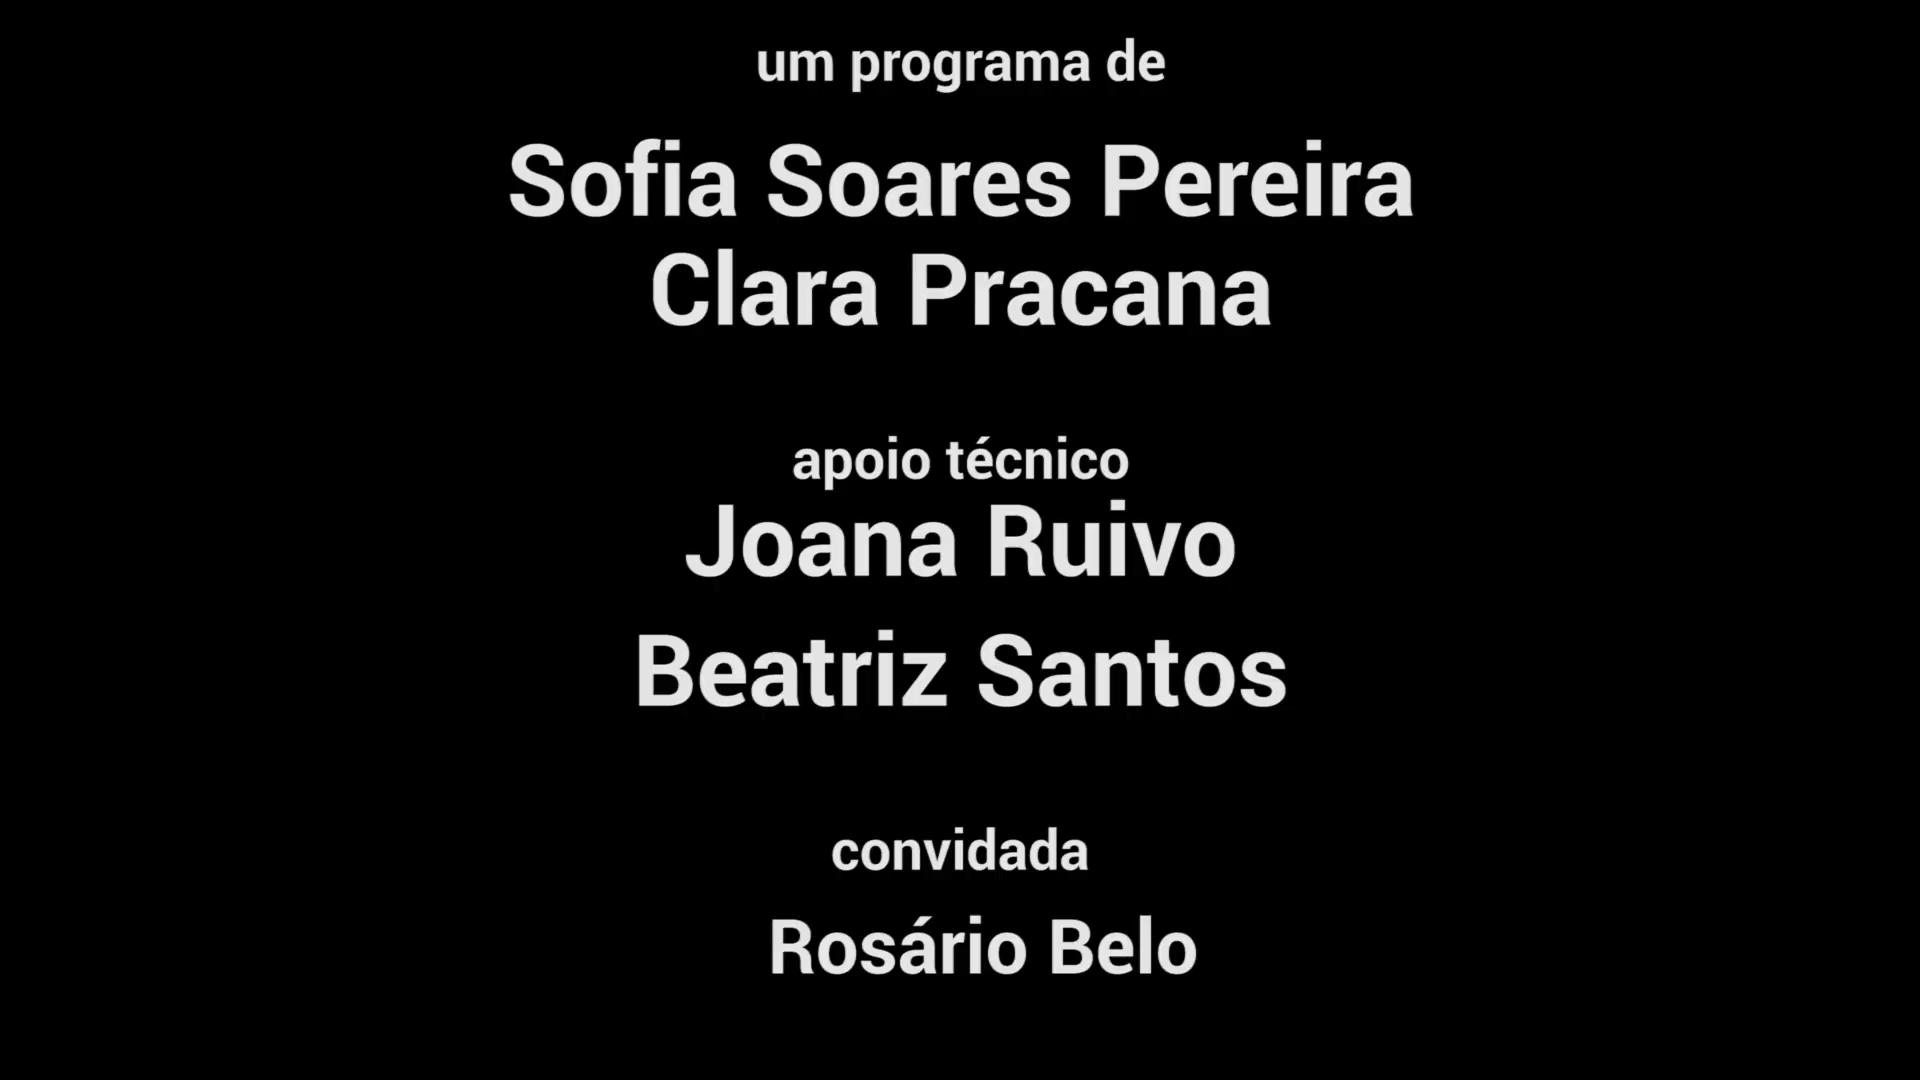 um programa de
Sofia Soares Pereira
Clara Pracana
apoio técnico
Joana Ruivo
Beatriz Santos
convidada
Rosário Belo